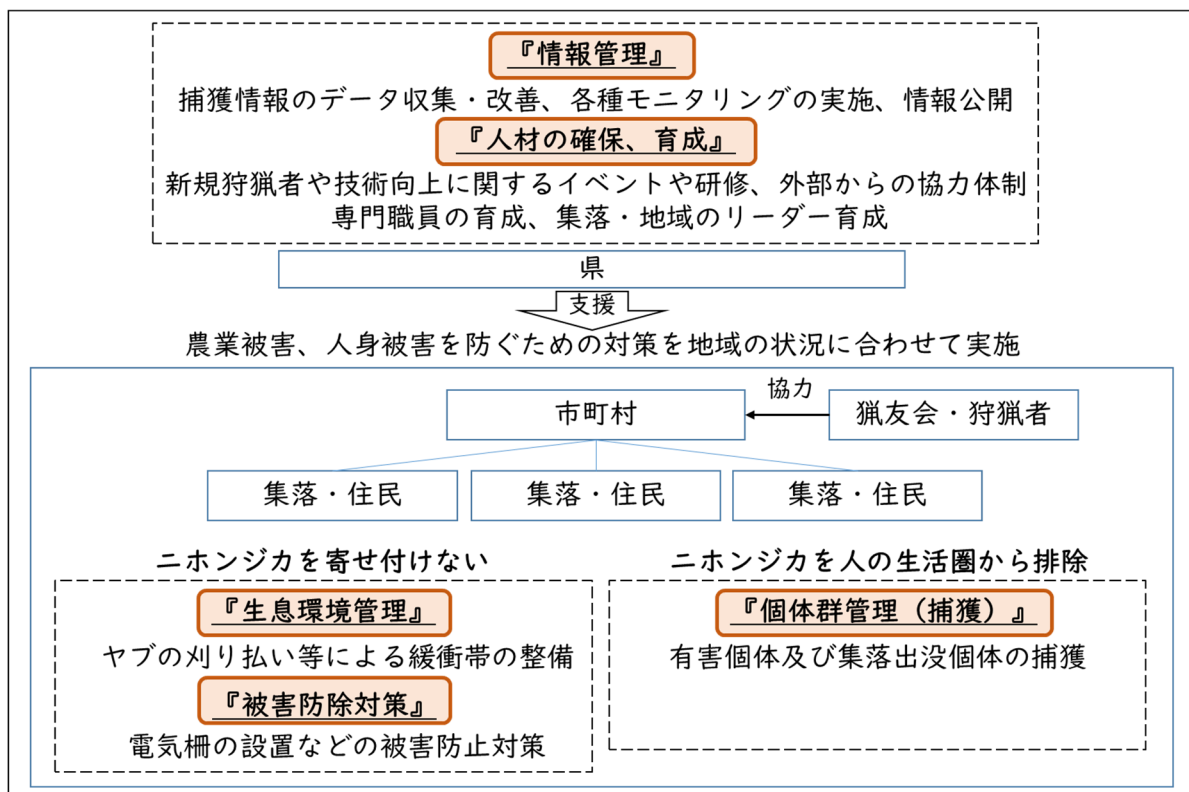 『情報管理』
捕獲情報のデータ収集・改善、各種モニタリングの実施、情報公開
『人材の確保、育成』
新規狩猟者や技術向上に関するイベントや研修、外部からの協力体制
専門職員の育成、集落・地域のリーダー育成
県
支援
農業被害、人身被害を防ぐための対策を地域の状況に合わせて実施
市町村
協力
猟友会・狩猟者
集落・住民
集落・住民
集落・住民
ニホンジカを寄せ付けない
『生息環境管理』
ヤブの刈り払い等による緩衝帯の整備
『被害防除対策』
電気柵の設置などの被害防止対策
ニホンジカを人の生活圏から排除
『個体群管理（捕獲）』
有害個体及び集落出没個体の捕獲